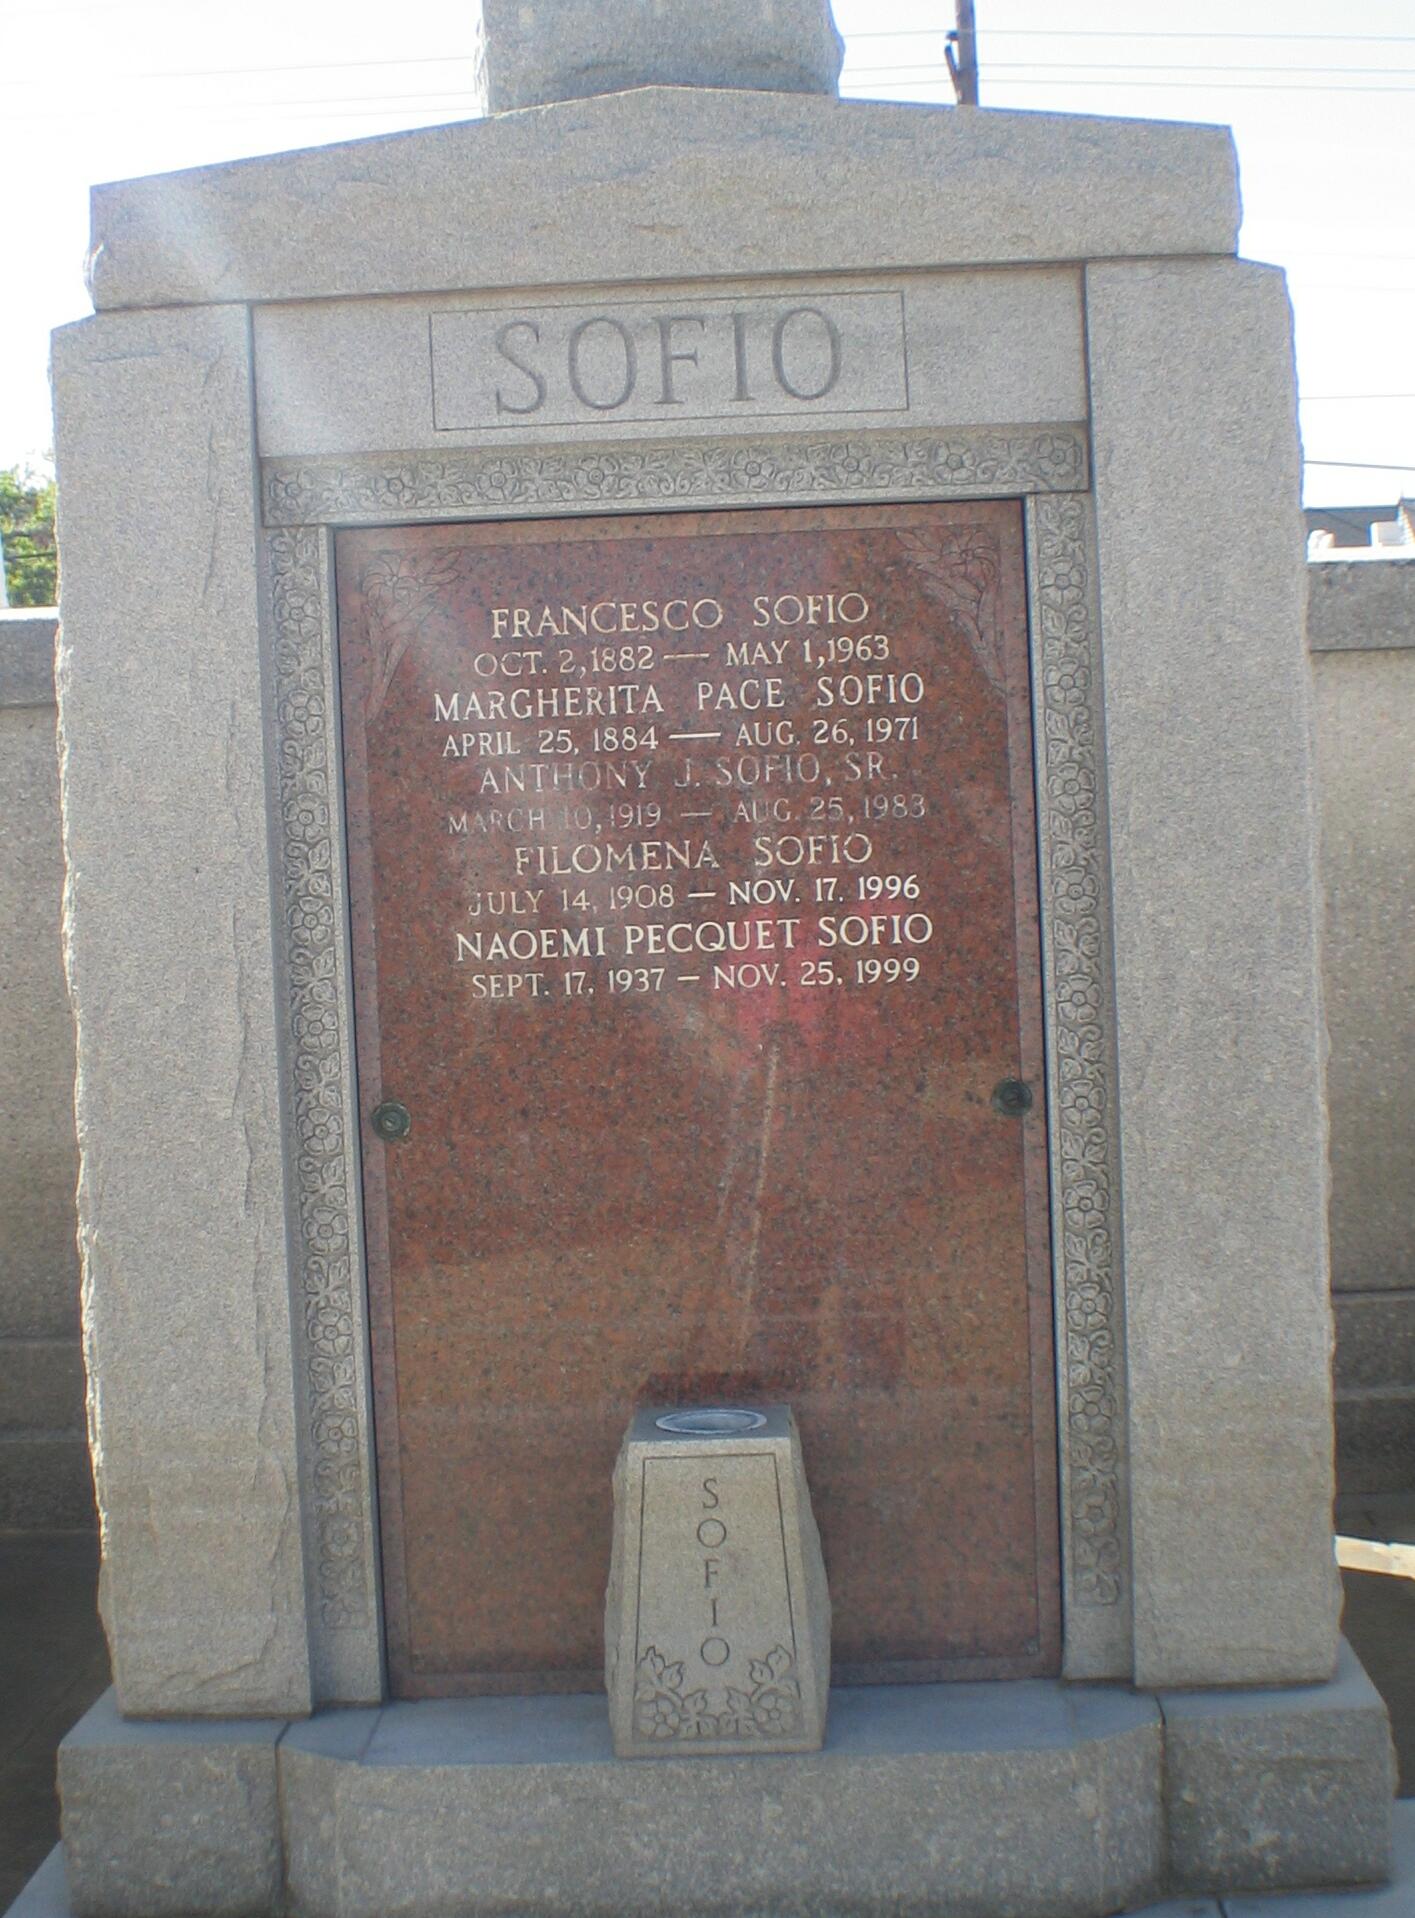 SOFIO
FRANCESCO SOFIO
OCT. 2, 1882 — MAY 1, 1963
MARGHERITA PACE SOFIO
APRIL 25, 1884 — AUG. 26, 1971
ANTHONY J. SOFIO, SR.
MARCH 10, 1919 — AUG. 25, 1983
FILOMENA SOFIO
JULY 14, 1908 — NOV. 17, 1996
NAOEMI PECQUET SOFIO
SEPT. 17, 1937 — NOV. 25, 1999
SOFIO